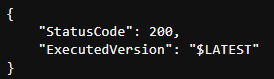 {
    "StatusCode": 200,
    "ExecutedVersion": "$LATEST"
}